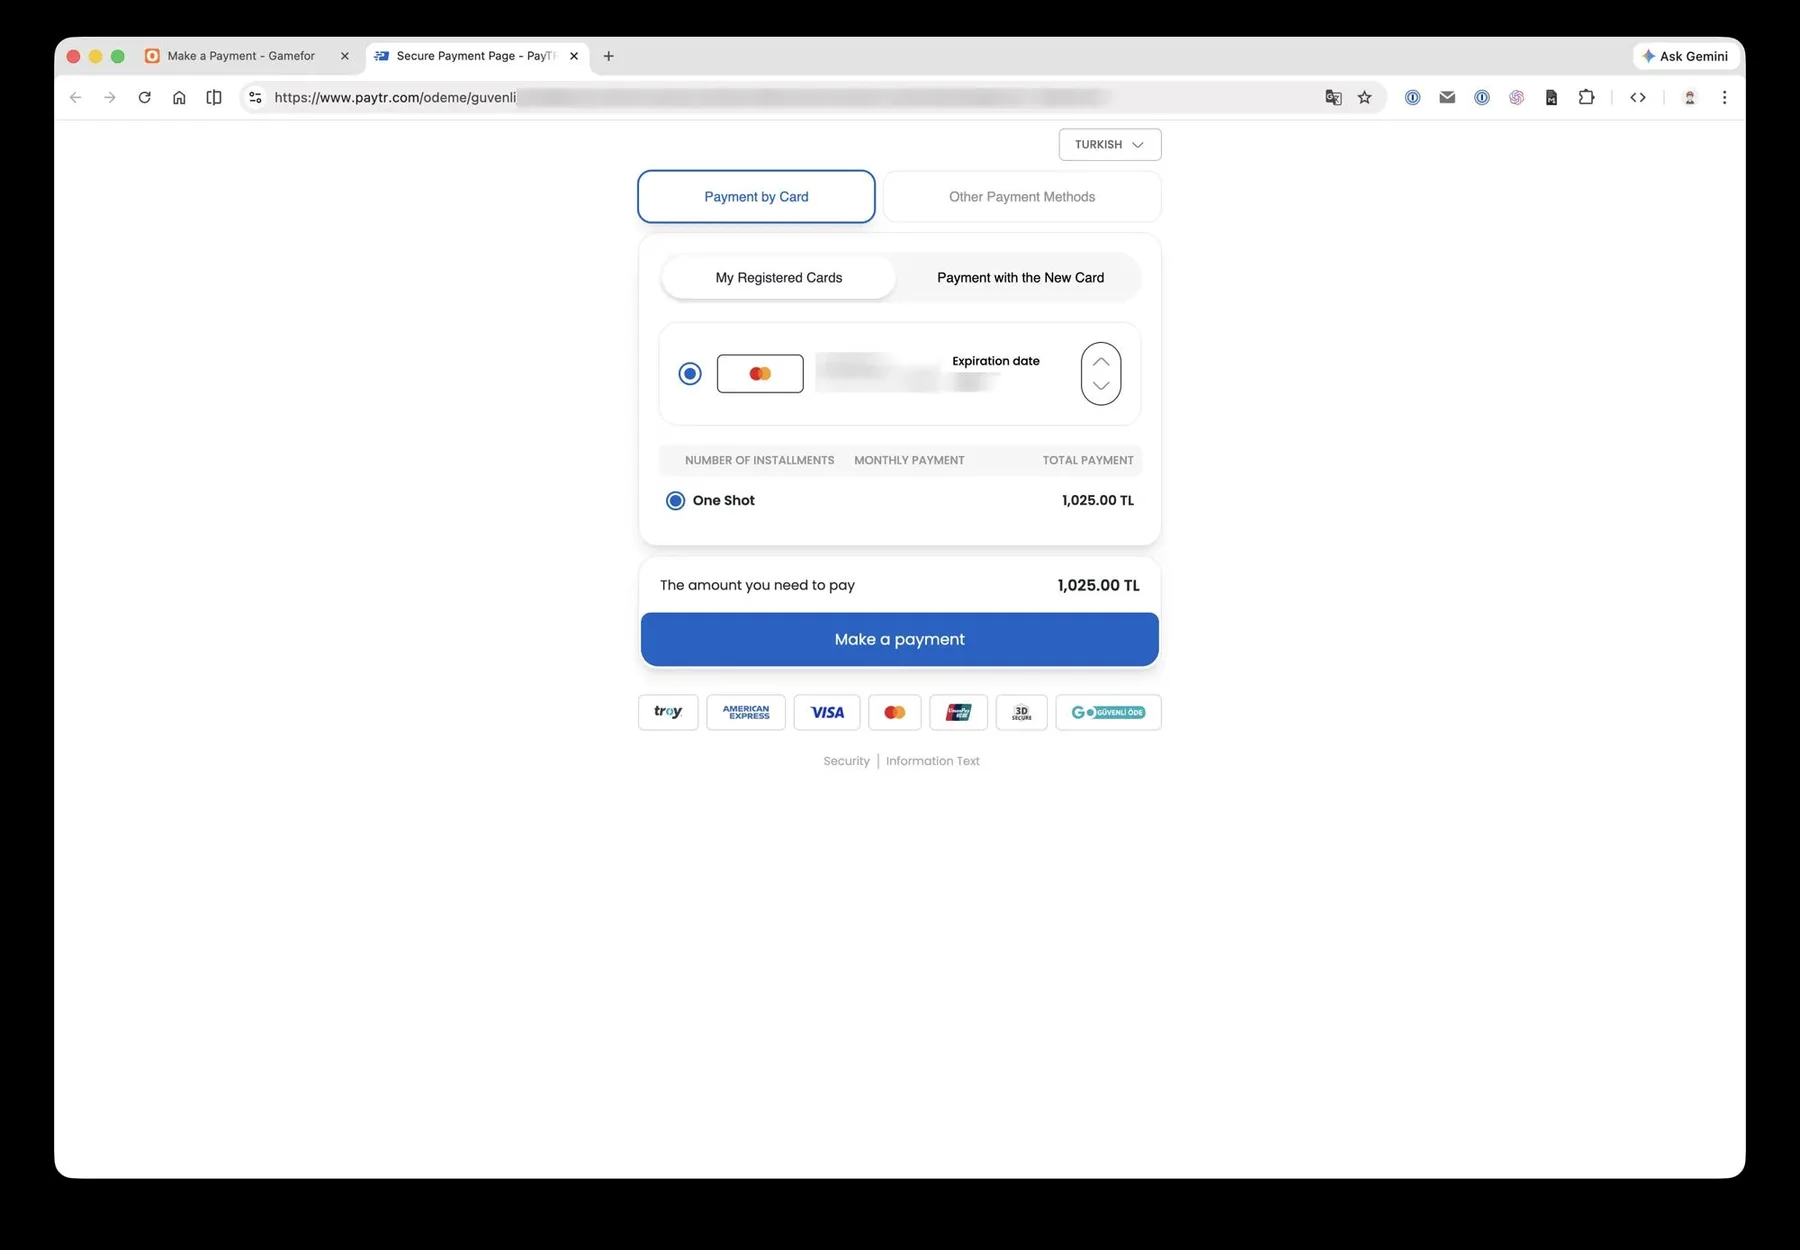 Make a Payment - Gamefor
Secure Payment Page - PayTR
Ask Gemini
https://www.paytr.com/odeme/guvenli
TURKISH
Payment by Card
Other Payment Methods
My Registered Cards
Payment with the New Card
Expiration date
NUMBER OF INSTALLMENTS MONTHLY PAYMENT TOTAL PAYMENT
One Shot 1,025.00 TL
The amount you need to pay 1,025.00 TL
Make a payment
troy AMERICAN EXPRESS VISA UnionPay 3D SECURE GO GÜVENLİ ÖDE
Security | Information Text